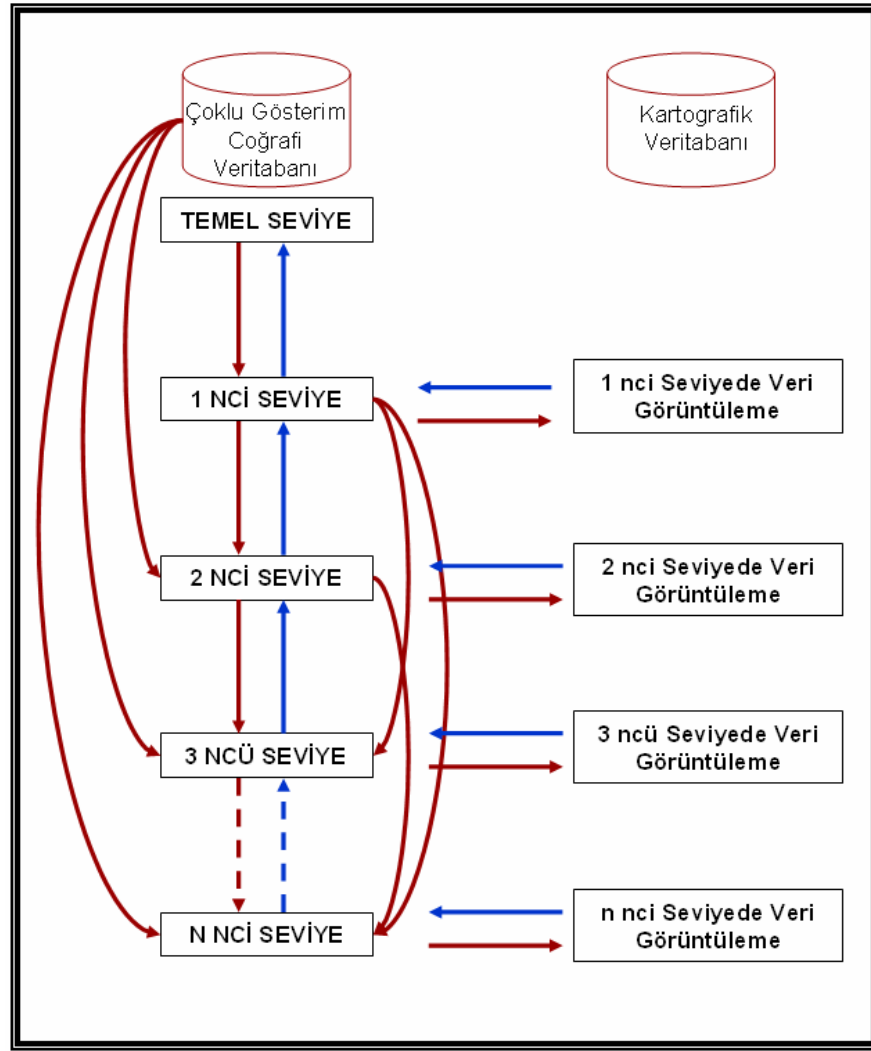 Çoklu Gösterim
Coğrafi
Veritabanı
Kartografik
Veritabanı
TEMEL SEVİYE
1 NCİ SEVİYE
1 nci Seviyede Veri
Görüntüleme
2 NCİ SEVİYE
2 nci Seviyede Veri
Görüntüleme
3 NCÜ SEVİYE
3 ncü Seviyede Veri
Görüntüleme
N NCİ SEVİYE
n nci Seviyede Veri
Görüntüleme